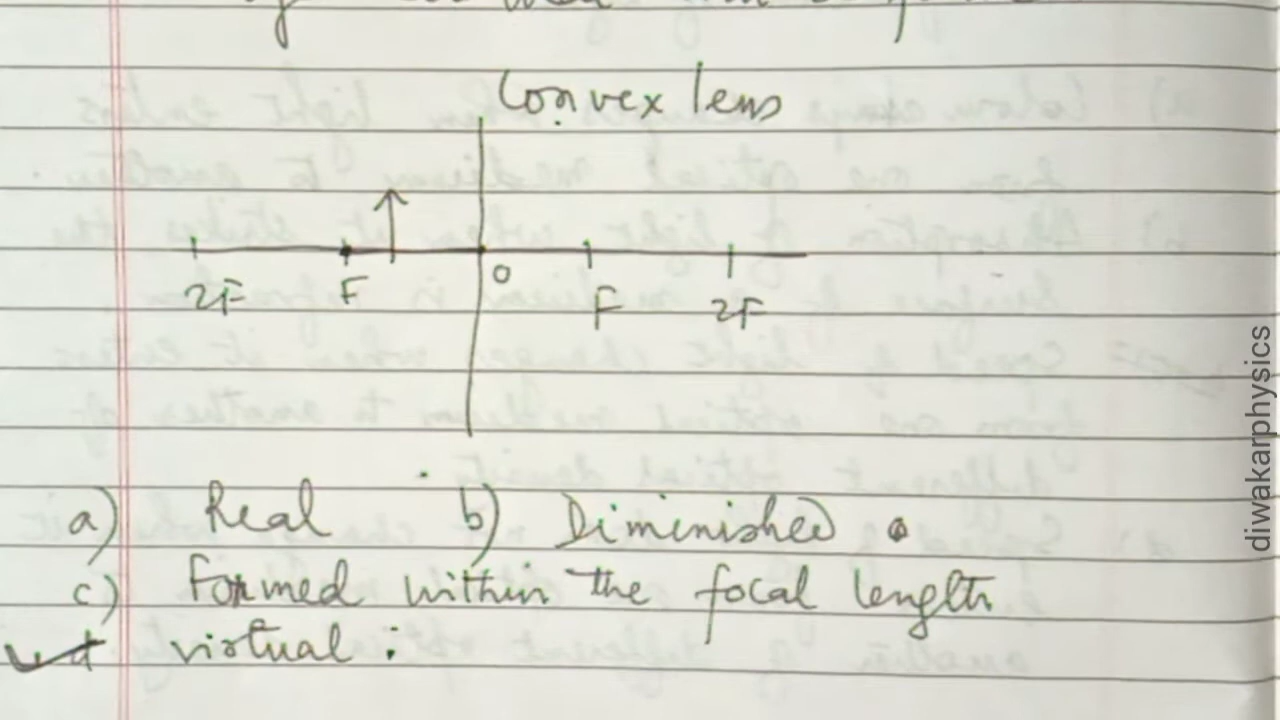 Convex lens
2F F O F 2F
a) Real b) Diminished
c) Formed within the focal length
d virtual :
diwakarphysics